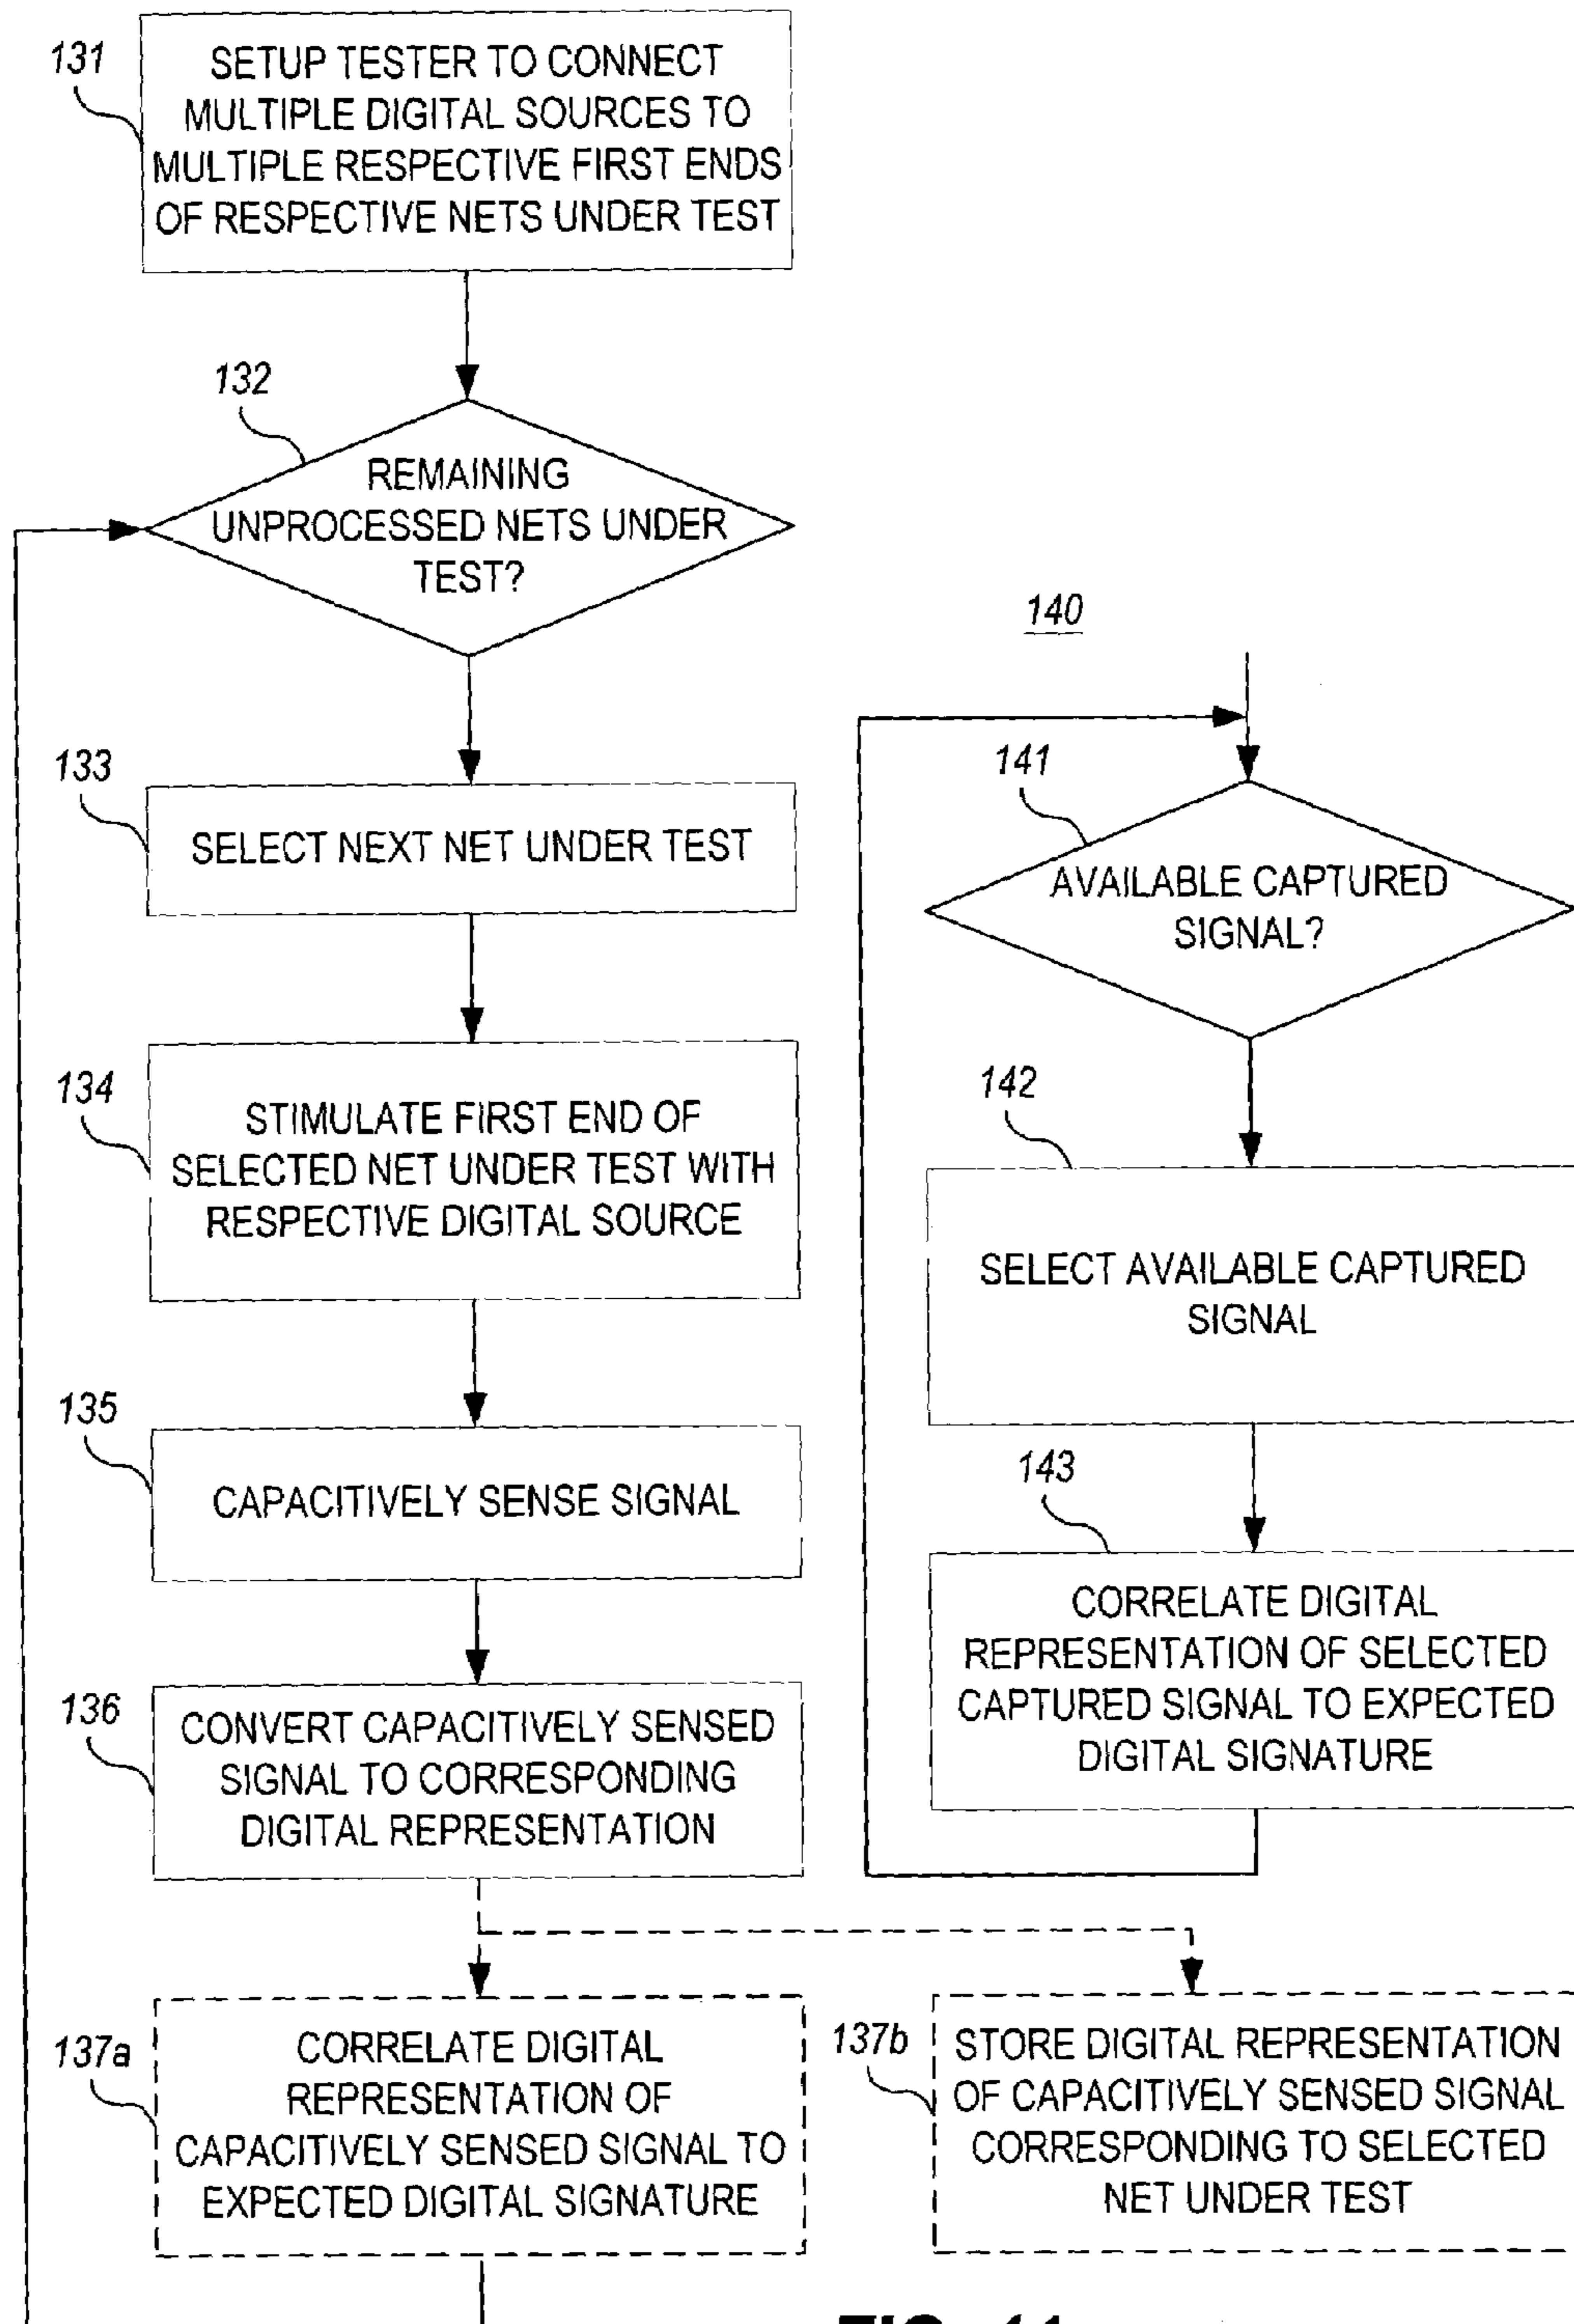 131
SETUP TESTER TO CONNECT
MULTIPLE DIGITAL SOURCES TO
MULTIPLE RESPECTIVE FIRST ENDS
OF RESPECTIVE NETS UNDER TEST
132
REMAINING
UNPROCESSED NETS UNDER
TEST?
133
SELECT NEXT NET UNDER TEST
134
STIMULATE FIRST END OF
SELECTED NET UNDER TEST WITH
RESPECTIVE DIGITAL SOURCE
135
CAPACITIVELY SENSE SIGNAL
136
CONVERT CAPACITIVELY SENSED
SIGNAL TO CORRESPONDING
DIGITAL REPRESENTATION
137a
CORRELATE DIGITAL
REPRESENTATION OF
CAPACITIVELY SENSED SIGNAL TO
EXPECTED DIGITAL SIGNATURE
137b
STORE DIGITAL REPRESENTATION
OF CAPACITIVELY SENSED SIGNAL
CORRESPONDING TO SELECTED
NET UNDER TEST
140
141
AVAILABLE CAPTURED
SIGNAL?
142
SELECT AVAILABLE CAPTURED
SIGNAL
143
CORRELATE DIGITAL
REPRESENTATION OF SELECTED
CAPTURED SIGNAL TO EXPECTED
DIGITAL SIGNATURE